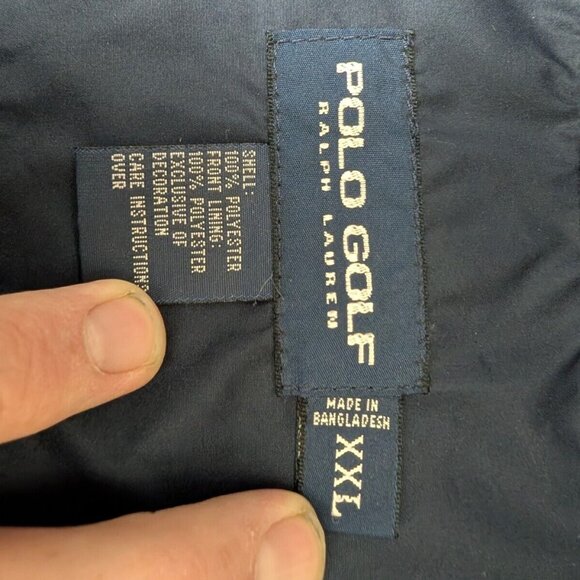 POLO GOLF
RALPH LAUREN
MADE IN
BANGLADESH
XXL
SHELL:
100% POLYESTER
FRONT LINING:
100% POLYESTER
EXCLUSIVE OF
DECORATION
CARE INSTRUCTIONS
OVER